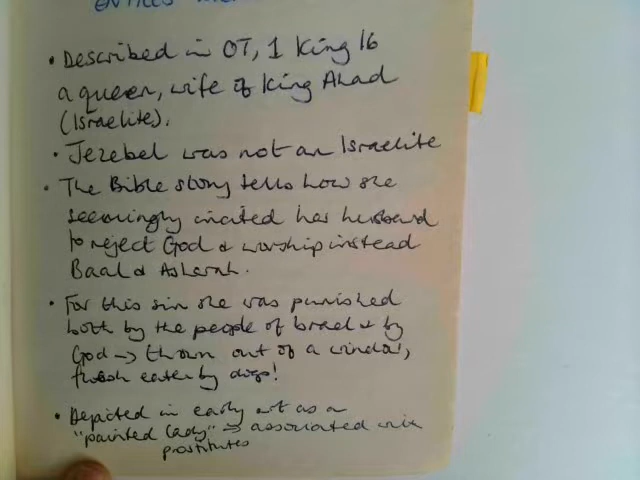 ENTICES
• Described in OT, 1 King 16
a queen, wife of King Ahad
(Israelite).
• Jezebel was not an Israelite
• The Bible story tells how she
seemingly incited her husband
to reject God & worship instead
Baal & Asherah.
• For this sin she was punished
both by the people of Israel & by
God → thrown out of a window,
flesh eaten by dogs!
• Depicted in early art as a
"painted lady" → associated with
prostitutes